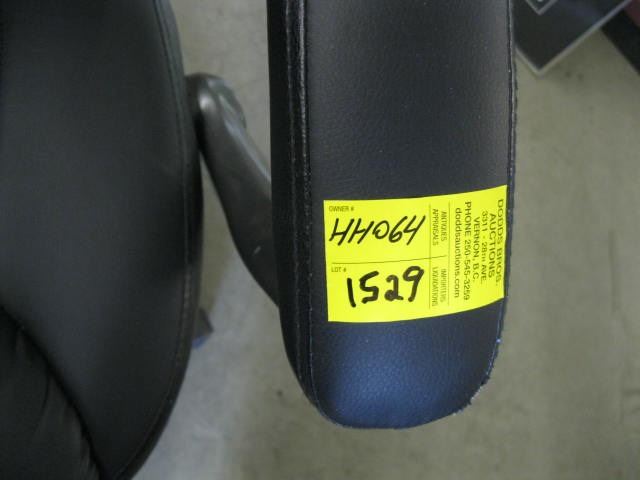 OWNER #
HH064
LOT #
1529
ANTIQUES | IMPORTERS
APPRAISALS | LIQUIDATIONS
DODDS BROS.
AUCTIONS
3311 - 28TH AVE.
VERNON, B.C.
PHONE 250-545-3259
doddsauctions.com